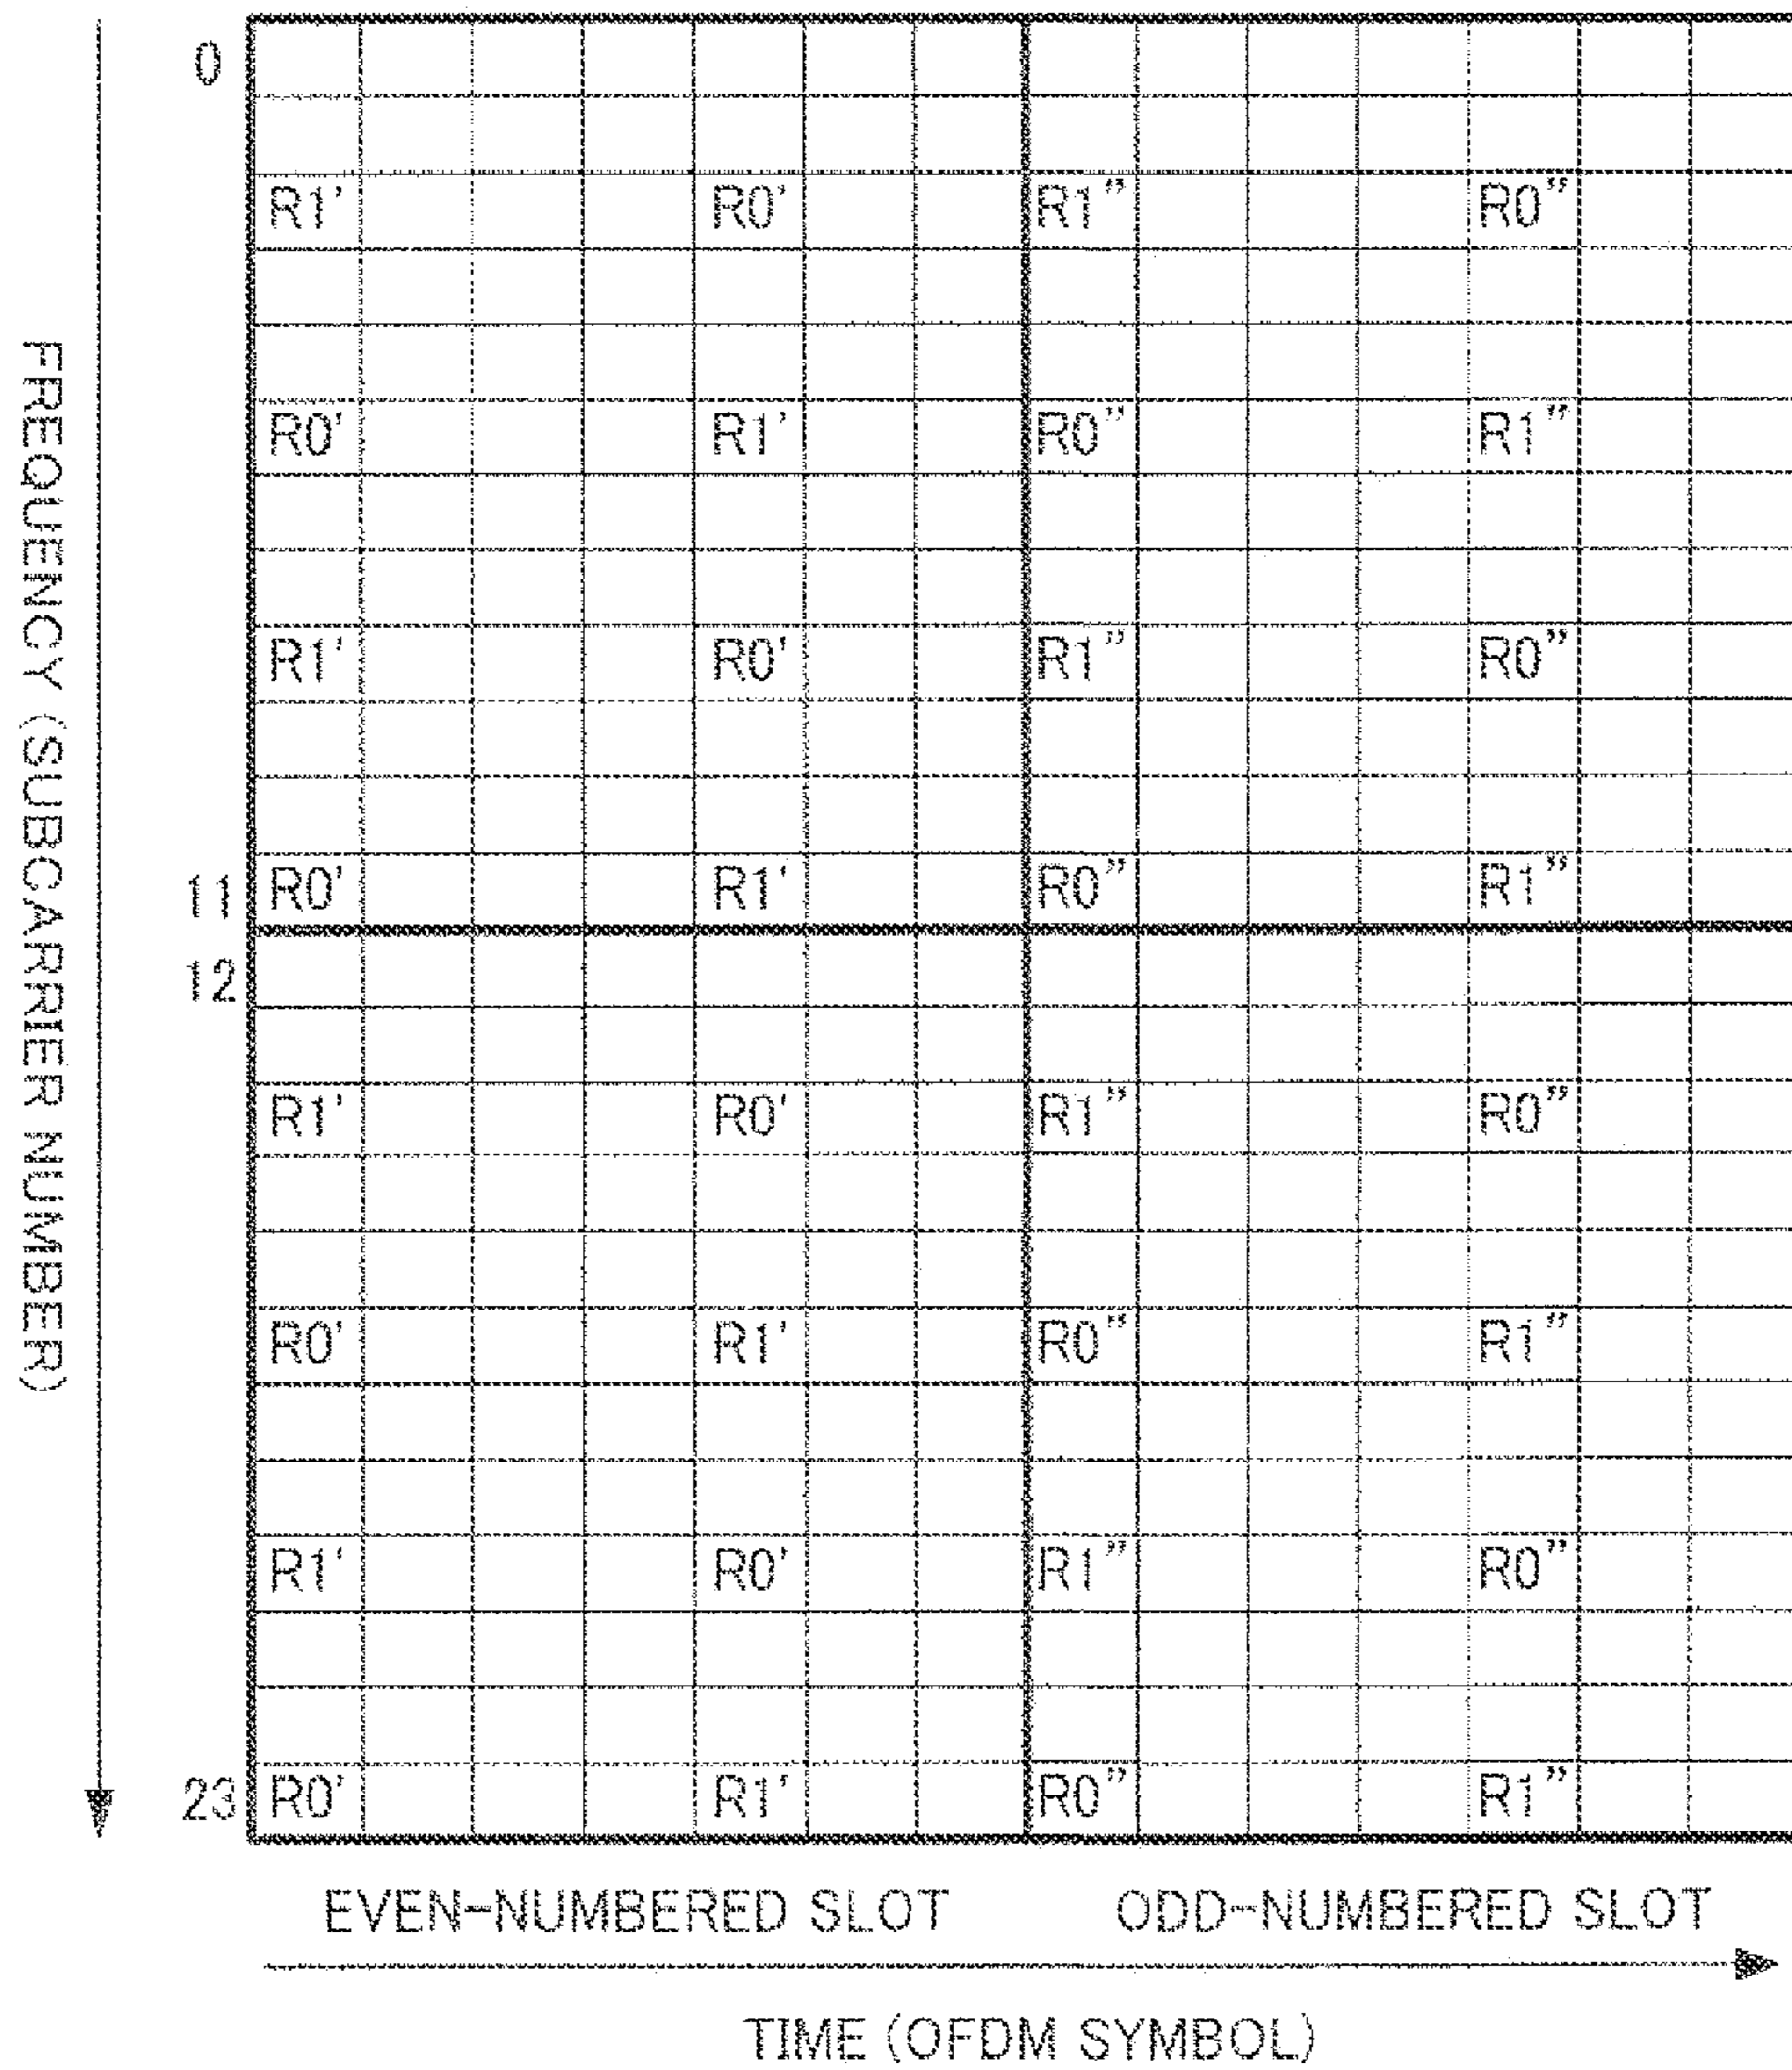 0
R1' R0' R1” R0”
R0' R1' R0” R1”
R1' R0' R1” R0”
11 R0' R1' R0” R1”
12
R1' R0' R1” R0”
R0' R1' R0” R1”
R1' R0' R1” R0”
23 R0' R1' R0” R1”
FREQUENCY (SUBCARRIER NUMBER)
EVEN-NUMBERED SLOT ODD-NUMBERED SLOT
TIME (OFDM SYMBOL)